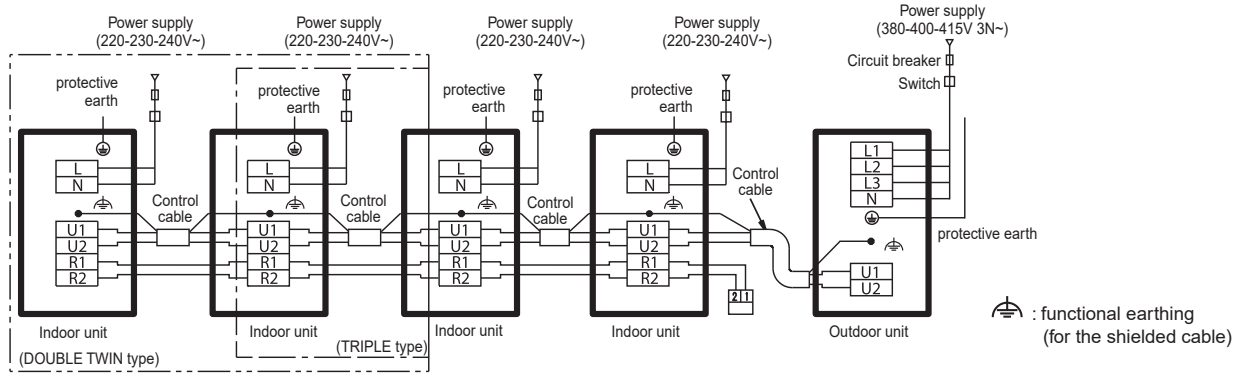 Power supply
(220-230-240V~)
Power supply
(220-230-240V~)
Power supply
(220-230-240V~)
Power supply
(220-230-240V~)
Power supply
(380-400-415V 3N~)
Circuit breaker
Switch
protective
earth
protective
earth
protective
earth
protective
earth
L
N
L
N
L
N
L
N
L1
L2
L3
N
Control
cable
Control
cable
Control
cable
Control
cable
protective earth
U1
U2
R1
R2
U1
U2
R1
R2
U1
U2
R1
R2
U1
U2
R1
R2
2 1
U1
U2
Indoor unit
Indoor unit
Indoor unit
Indoor unit
Outdoor unit
(DOUBLE TWIN type)
(TRIPLE type)
: functional earthing
(for the shielded cable)